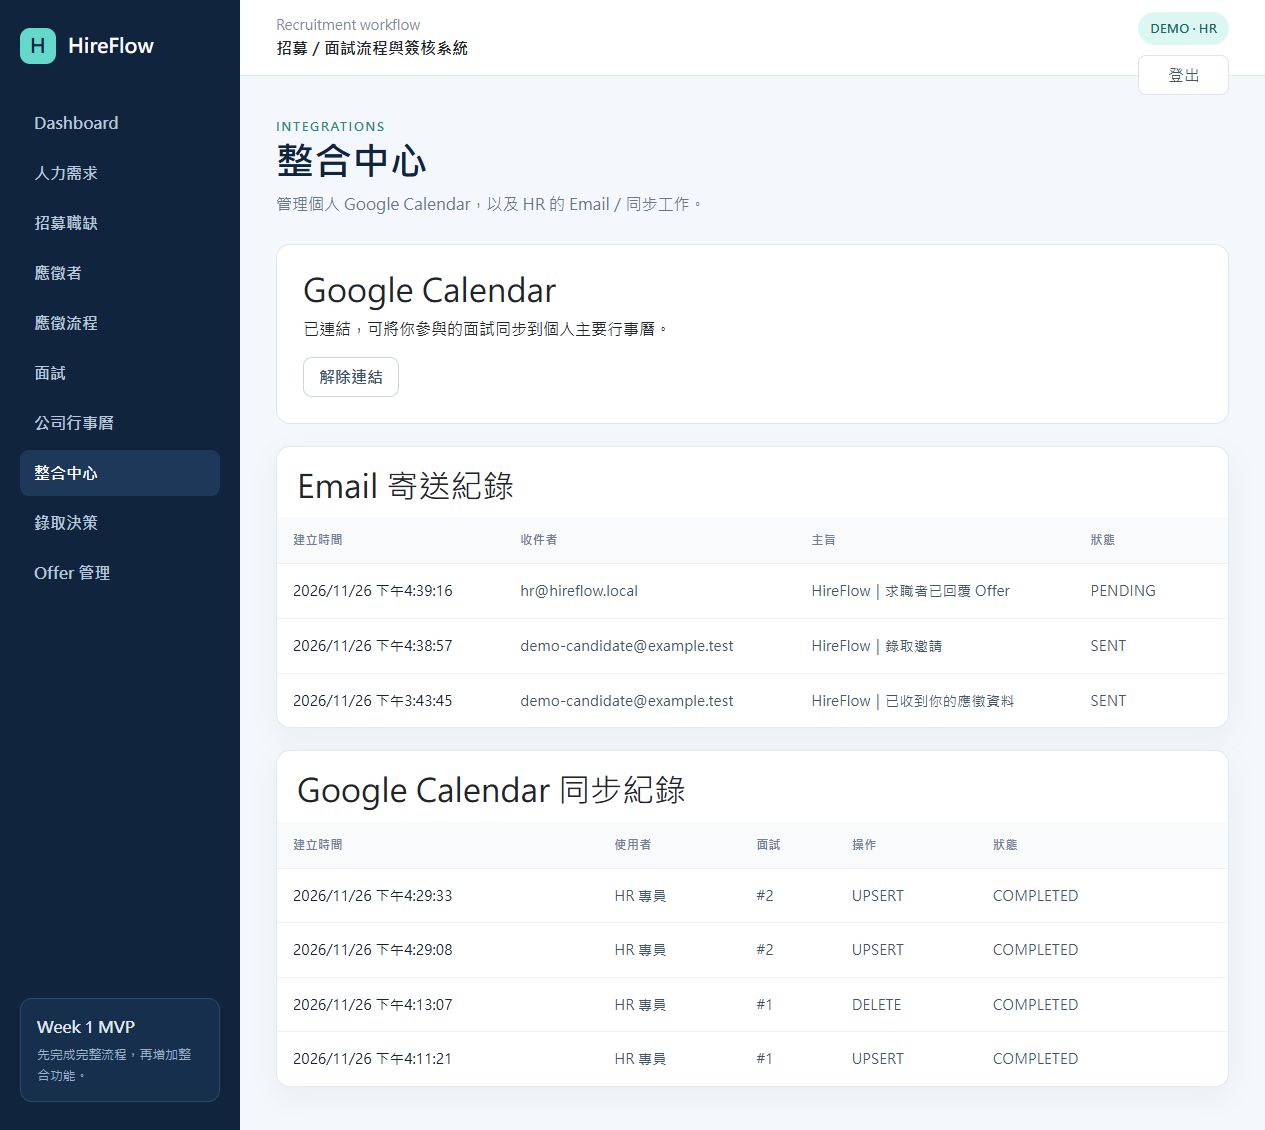 H HireFlow
Dashboard
人力需求
招募職缺
應徵者
應徵流程
面試
公司行事曆
整合中心
錄取決策
Offer 管理
Week 1 MVP
先完成完整流程，再增加整
合功能。
Recruitment workflow
招募 / 面試流程與簽核系統
DEMO · HR
登出
INTEGRATIONS
整合中心
管理個人 Google Calendar，以及 HR 的 Email / 同步工作。
Google Calendar
已連結，可將你參與的面試同步到個人主要行事曆。
解除連結
Email 寄送紀錄
建立時間 收件者 主旨 狀態
2026/11/26 下午4:39:16 hr@hireflow.local HireFlow｜求職者已回覆 Offer PENDING
2026/11/26 下午4:38:57 demo-candidate@example.test HireFlow｜錄取邀請 SENT
2026/11/26 下午3:43:45 demo-candidate@example.test HireFlow｜已收到你的應徵資料 SENT
Google Calendar 同步紀錄
建立時間 使用者 面試 操作 狀態
2026/11/26 下午4:29:33 HR 專員 #2 UPSERT COMPLETED
2026/11/26 下午4:29:08 HR 專員 #2 UPSERT COMPLETED
2026/11/26 下午4:13:07 HR 專員 #1 DELETE COMPLETED
2026/11/26 下午4:11:21 HR 專員 #1 UPSERT COMPLETED